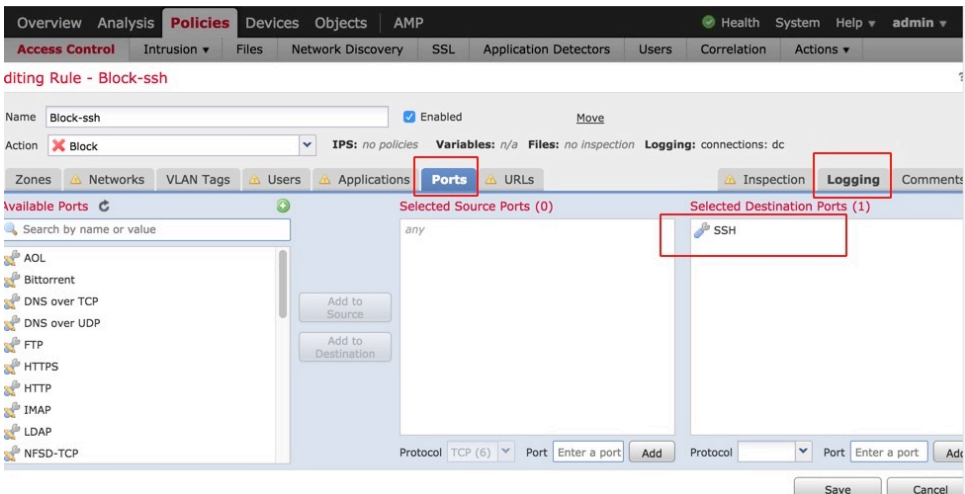 Overview Analysis Policies Devices Objects AMP Health System Help admin
Access Control Intrusion Files Network Discovery SSL Application Detectors Users Correlation Actions
diting Rule - Block-ssh ?
Name Block-ssh Enabled Move
Action Block IPS: no policies Variables: n/a Files: no inspection Logging: connections: dc
Zones Networks VLAN Tags Users Applications Ports URLs Inspection Logging Comments
Available Ports Selected Source Ports (0) Selected Destination Ports (1)
Search by name or value any SSH
AOL
Bittorrent
DNS over TCP Add to
Source
DNS over UDP
FTP Add to
Destination
HTTPS
HTTP
IMAP
LDAP
NFSD-TCP Protocol TCP (6) Port Enter a port Add Protocol Port Enter a port Add
Save Cancel